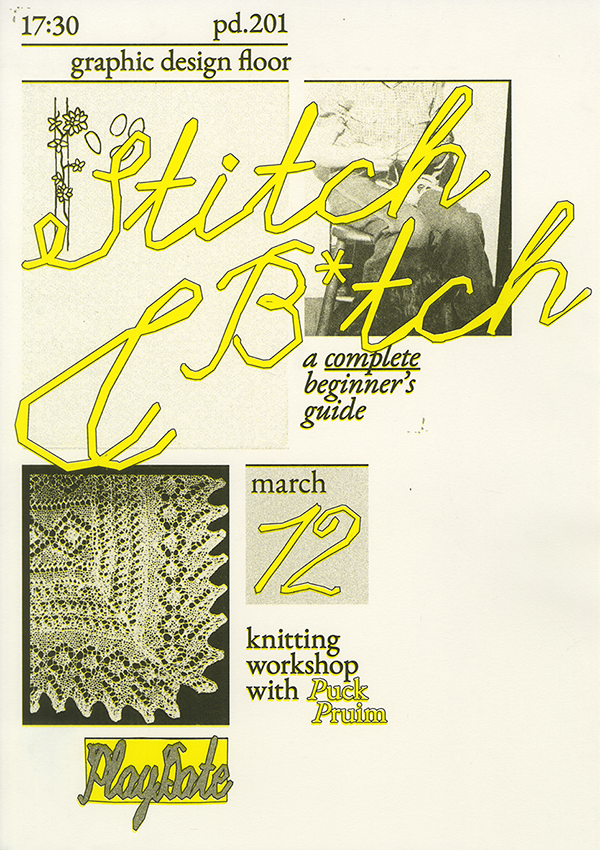 17:30 pd.201
graphic design floor
Stitch
& B*tch
a complete
beginner's
guide
march
12
knitting
workshop
with Puck
Pruim
PlayDate